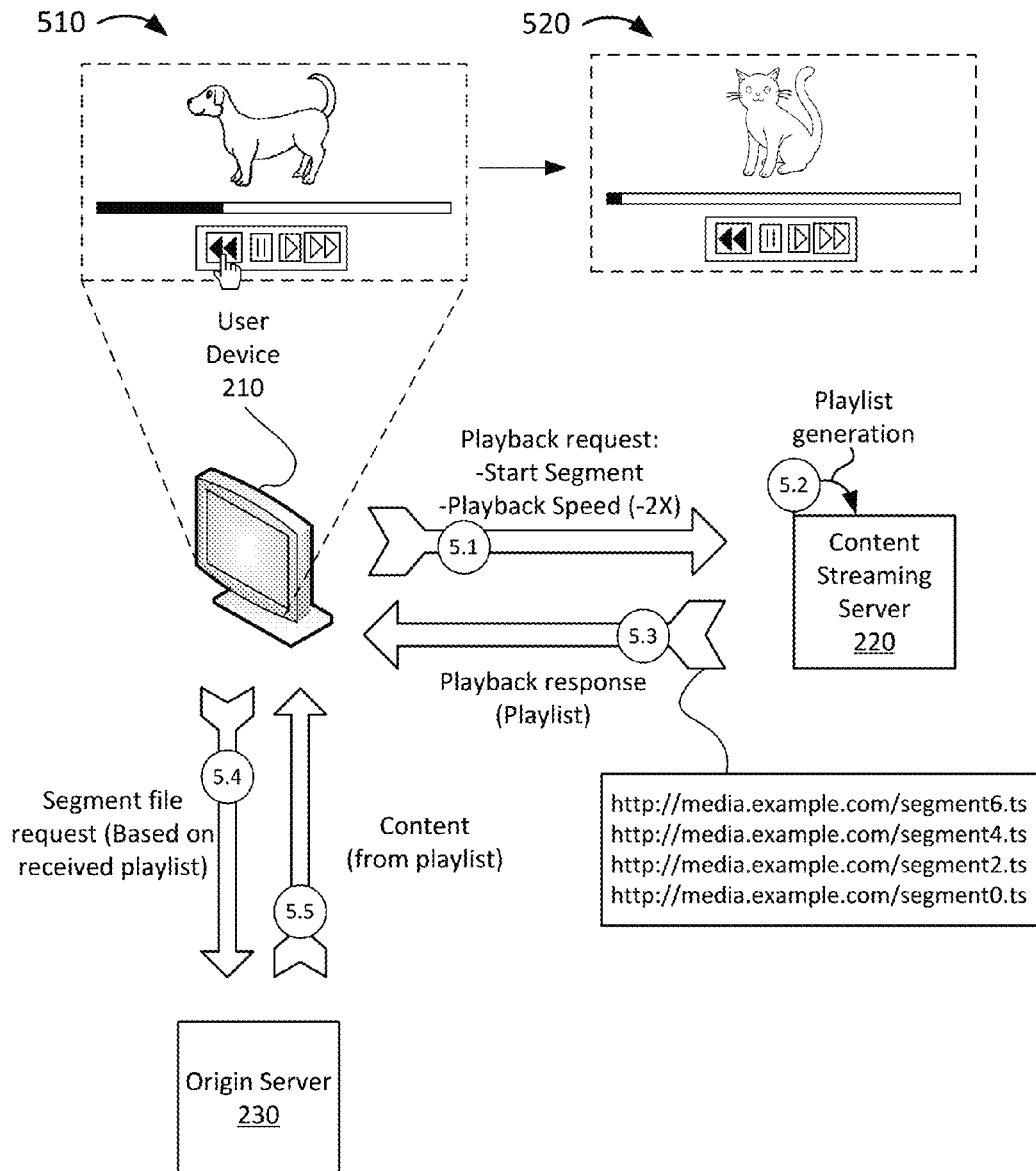 510
520
User
Device
210
Playback request:
-Start Segment
-Playback Speed (-2X)
5.1
Playlist
generation
5.2
Content
Streaming
Server
220
5.3
Playback response
(Playlist)
5.4
Segment file
request (Based on
received playlist)
Content
(from playlist)
5.5
http://media.example.com/segment6.ts
http://media.example.com/segment4.ts
http://media.example.com/segment2.ts
http://media.example.com/segment0.ts
Origin Server
230